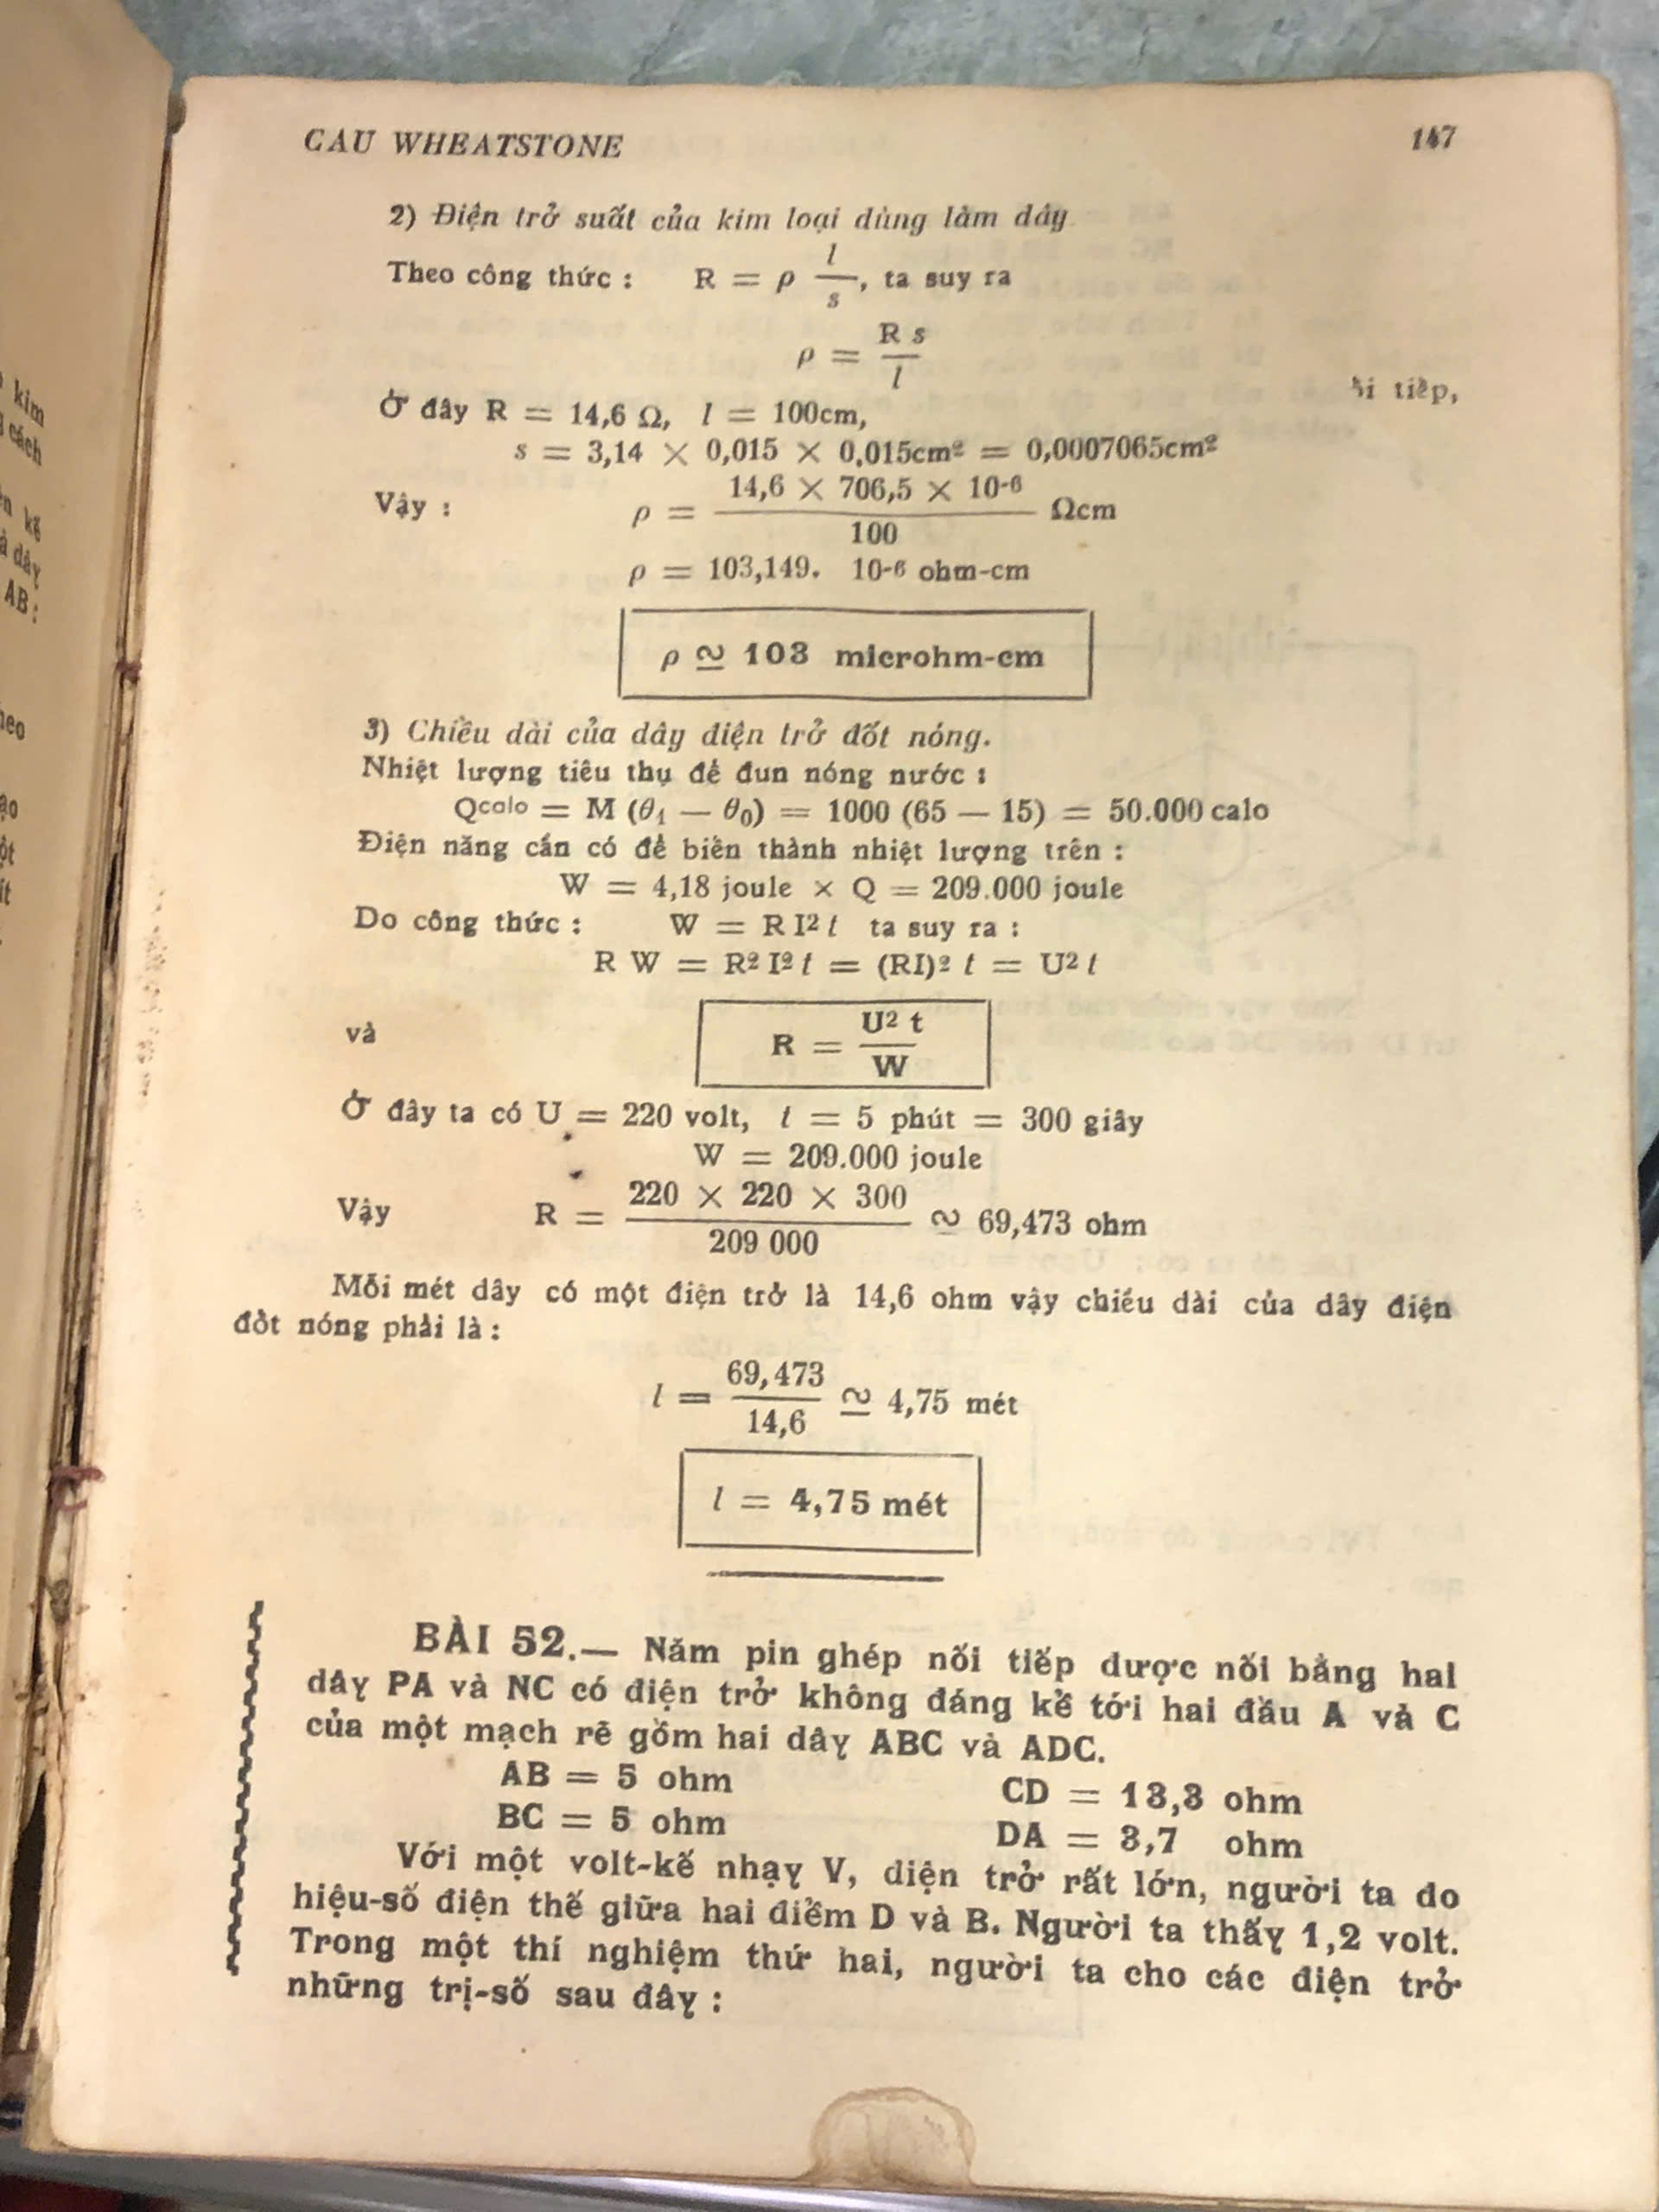 CAU WHEATSTONE 147
2) Điện trở suất của kim loại dùng làm dây
Theo công thức : R = ρ l/s, ta suy ra
ρ = R s / l
ối tiếp,
Ở đây R = 14,6 Ω, l = 100cm,
s = 3,14 × 0,015 × 0,015cm² = 0,0007065cm²
Vậy : ρ = 14,6 × 706,5 × 10⁻⁶ / 100 Ωcm
ρ = 103,149. 10⁻⁶ ohm-cm
ρ ≃ 103 microhm-cm
3) Chiều dài của dây điện trở đốt nóng.
Nhiệt lượng tiêu thụ để đun nóng nước :
Qcalo = M (θ₁ — θ₀) = 1000 (65 — 15) = 50.000 calo
Điện năng cần có để biến thành nhiệt lượng trên :
W = 4,18 joule × Q = 209.000 joule
Do công thức : W = R I² t ta suy ra :
R W = R² I² t = (RI)² t = U² t
và R = U² t / W
Ở đây ta có U = 220 volt, t = 5 phút = 300 giây
W = 209.000 joule
Vậy R = 220 × 220 × 300 / 209 000 ≃ 69,473 ohm
Mỗi mét dây có một điện trở là 14,6 ohm vậy chiều dài của dây điện
đốt nóng phải là :
l = 69,473 / 14,6 ≃ 4,75 mét
l = 4,75 mét
BÀI 52.— Năm pin ghép nối tiếp được nối bằng hai
dây PA và NC có điện trở không đáng kể tới hai đầu A và C
của một mạch rẽ gồm hai dây ABC và ADC.
AB = 5 ohm CD = 13,3 ohm
BC = 5 ohm DA = 3,7 ohm
Với một volt-kế nhạy V, điện trở rất lớn, người ta đo
hiệu-số điện thế giữa hai điểm D và B. Người ta thấy 1,2 volt.
Trong một thí nghiệm thứ hai, người ta cho các điện trở
những trị-số sau đây :
kim
cách
kể
dây
AB :